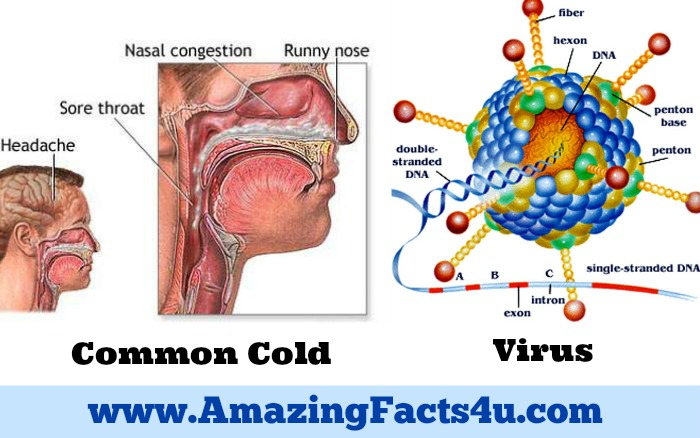 Nasal congestion
Runny nose
Sore throat
Headache
fiber
hexon
DNA
penton
base
penton
double-
stranded
DNA
A
B
C
single-stranded DNA
exon
intron
Common Cold
Virus
www.AmazingFacts4u.com